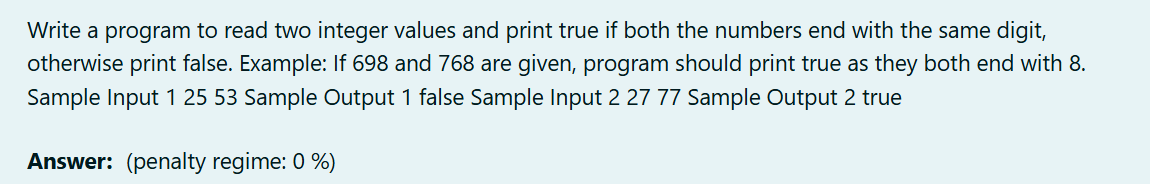 Write a program to read two integer values and print true if both the numbers end with the same digit,
otherwise print false. Example: If 698 and 768 are given, program should print true as they both end with 8.
Sample Input 1 25 53 Sample Output 1 false Sample Input 2 27 77 Sample Output 2 true
Answer: (penalty regime: 0 %)